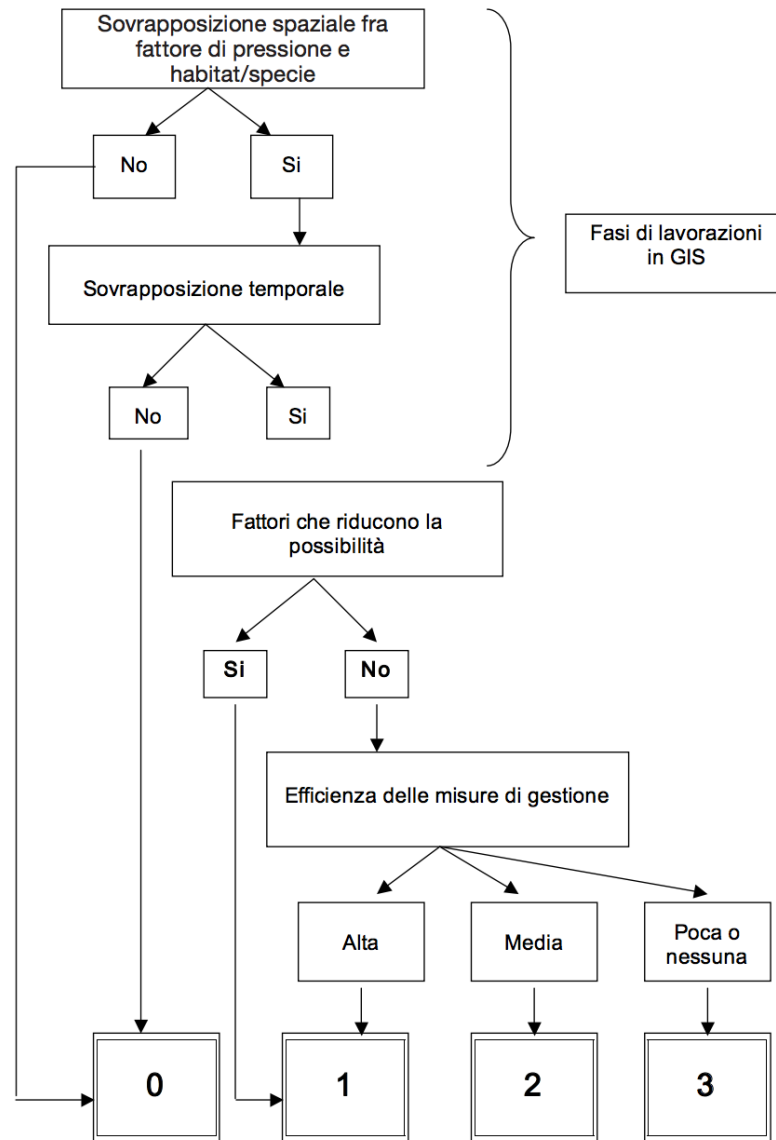 Sovrapposizione spaziale fra
fattore di pressione e
habitat/specie
No
Si
Fasi di lavorazioni
in GIS
Sovrapposizione temporale
No
Si
Fattori che riducono la
possibilità
Si
No
Efficienza delle misure di gestione
Alta
Media
Poca o
nessuna
0
1
2
3